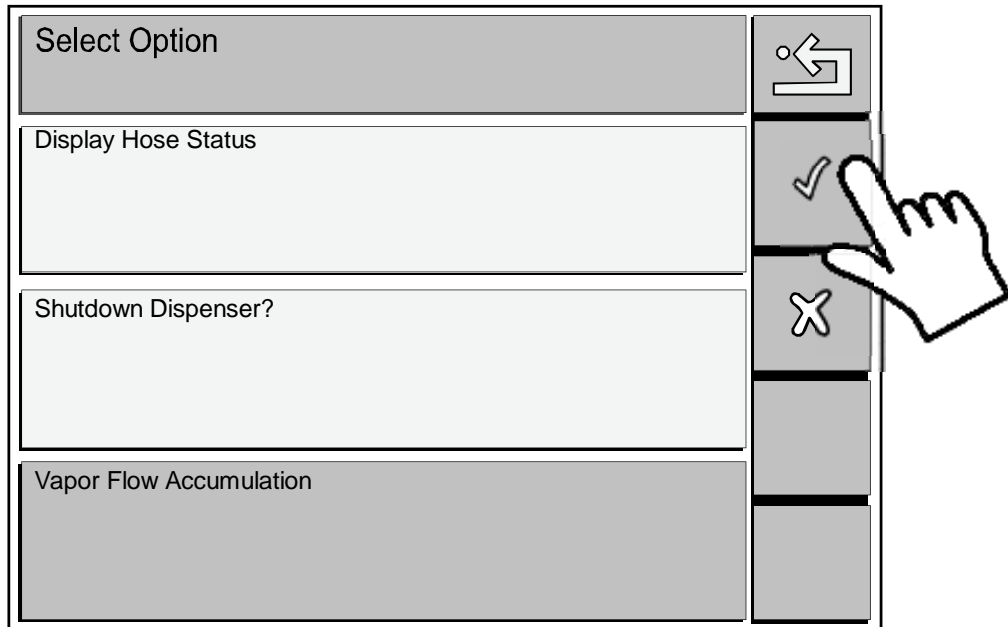 Select Option
Display Hose Status
Shutdown Dispenser?
Vapor Flow Accumulation